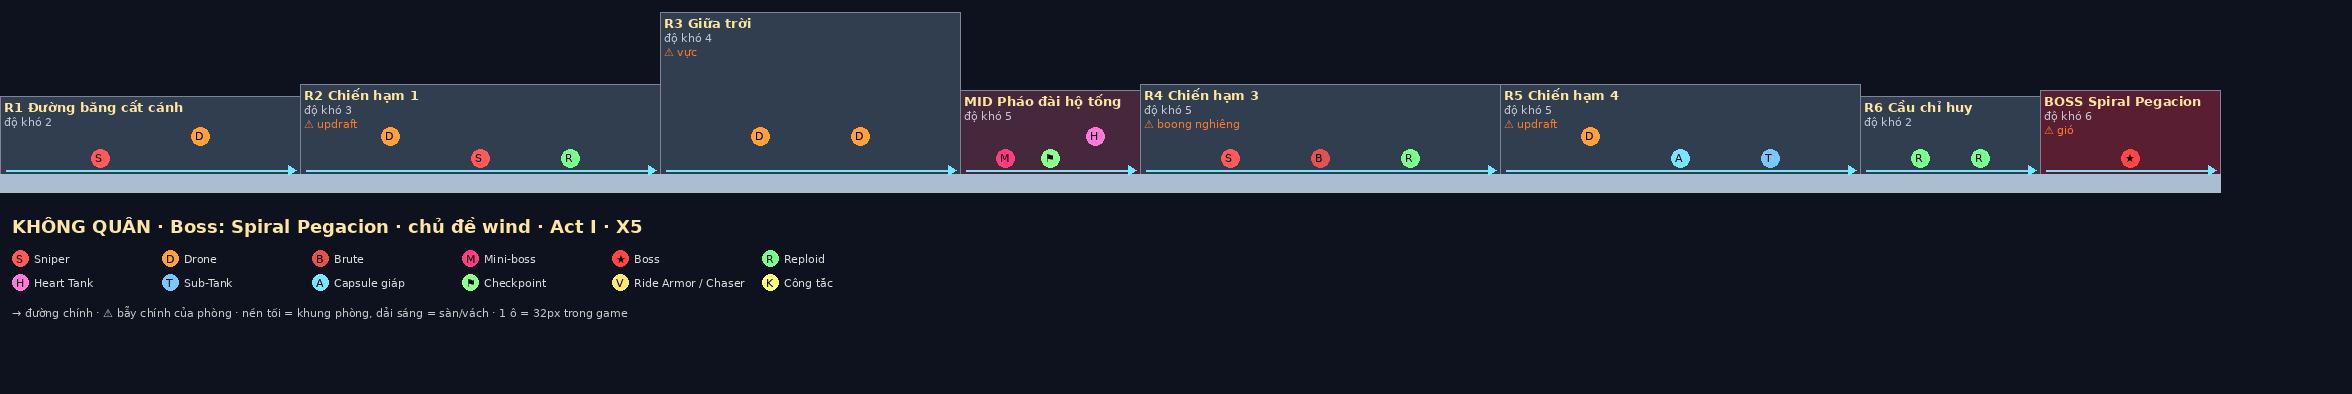 R1 Đường băng cất cánh
độ khó 2
S
D
R2 Chiến hạm 1
độ khó 3
⚠ updraft
D
S
R
R3 Giữa trời
độ khó 4
⚠ vực
D
D
MID Pháo đài hộ tống
độ khó 5
H
M
⚑
R4 Chiến hạm 3
độ khó 5
⚠ boong nghiêng
S
B
R
R5 Chiến hạm 4
độ khó 5
⚠ updraft
D
A
T
R6 Cầu chỉ huy
độ khó 2
R
R
BOSS Spiral Pegacion
độ khó 6
⚠ gió
★
KHÔNG QUÂN · Boss: Spiral Pegacion · chủ đề wind · Act I · X5
S Sniper
D Drone
B Brute
M Mini-boss
★ Boss
R Reploid
H Heart Tank
T Sub-Tank
A Capsule giáp
⚑ Checkpoint
V Ride Armor / Chaser
K Công tắc
→ đường chính · ⚠ bẫy chính của phòng · nền tối = khung phòng, dải sáng = sàn/vách · 1 ô = 32px trong game